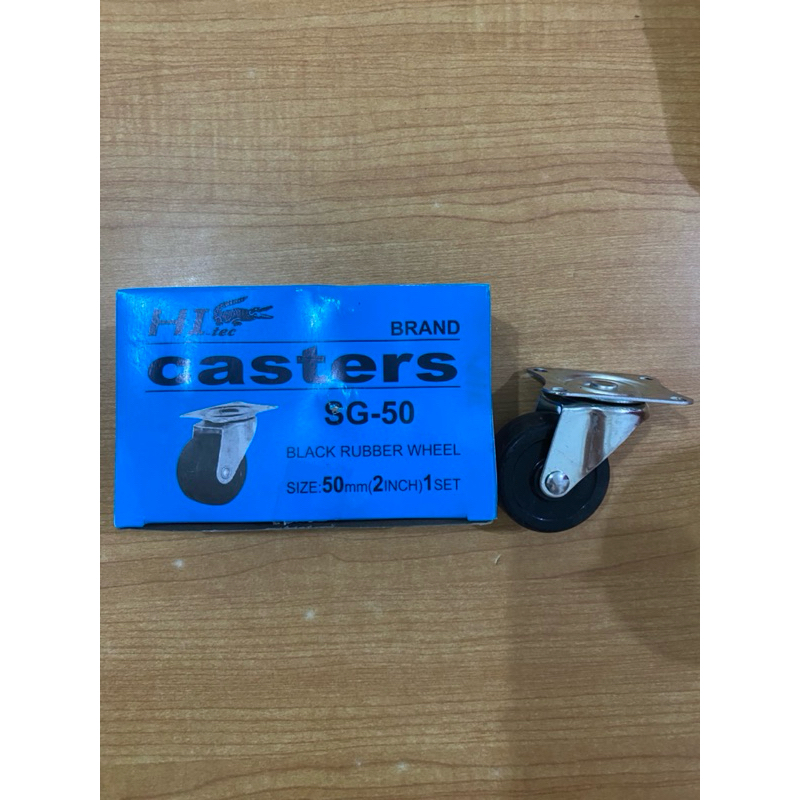 HI.tec
BRAND
casters
SG-50
BLACK RUBBER WHEEL
SIZE:50mm(2INCH)1SET